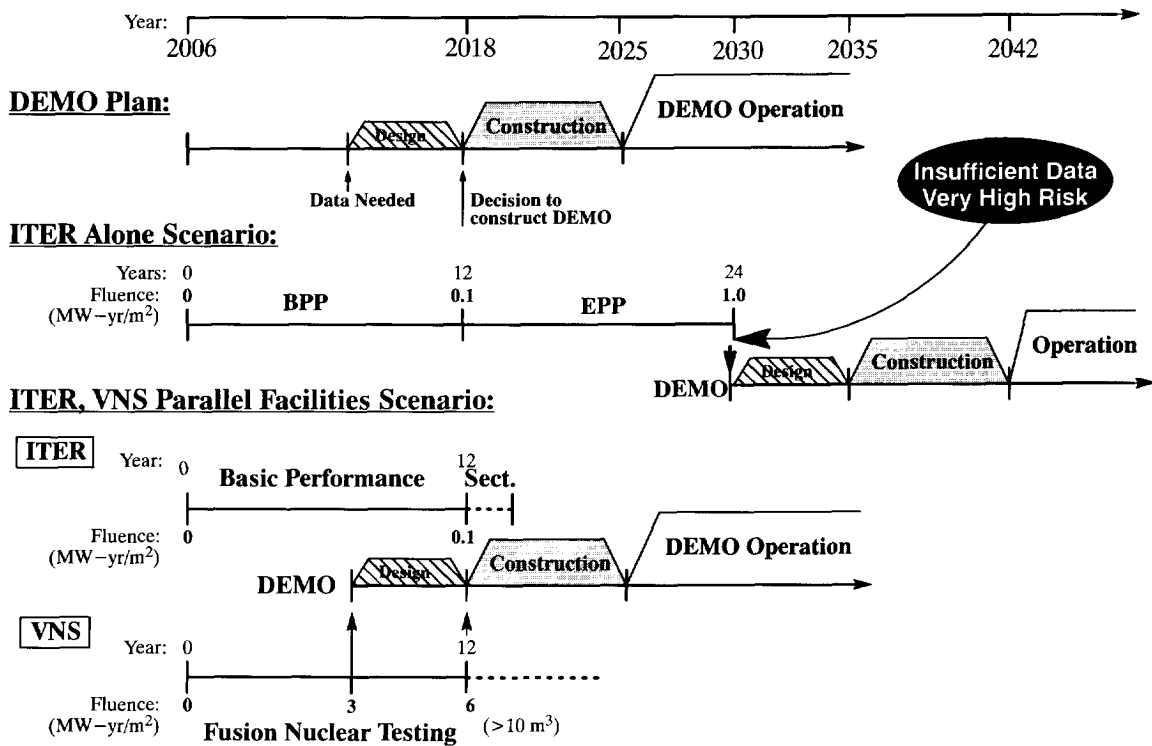 Year:
2006 2018 2025 2030 2035 2042
DEMO Plan:
Design
Construction
DEMO Operation
Data Needed
Decision to
construct DEMO
Insufficient Data
Very High Risk
ITER Alone Scenario:
Years: 0 12 24
Fluence: 0 0.1 1.0
(MW−yr/m²)
BPP EPP
DEMO
Design
Construction
Operation
ITER, VNS Parallel Facilities Scenario:
ITER
Year: 0 12
Basic Performance Sect.
Fluence: 0 0.1
(MW−yr/m²)
DEMO
Design
Construction
DEMO Operation
VNS
Year: 0 12
Fluence: 0 3 6 (>10 m³)
(MW−yr/m²)
Fusion Nuclear Testing